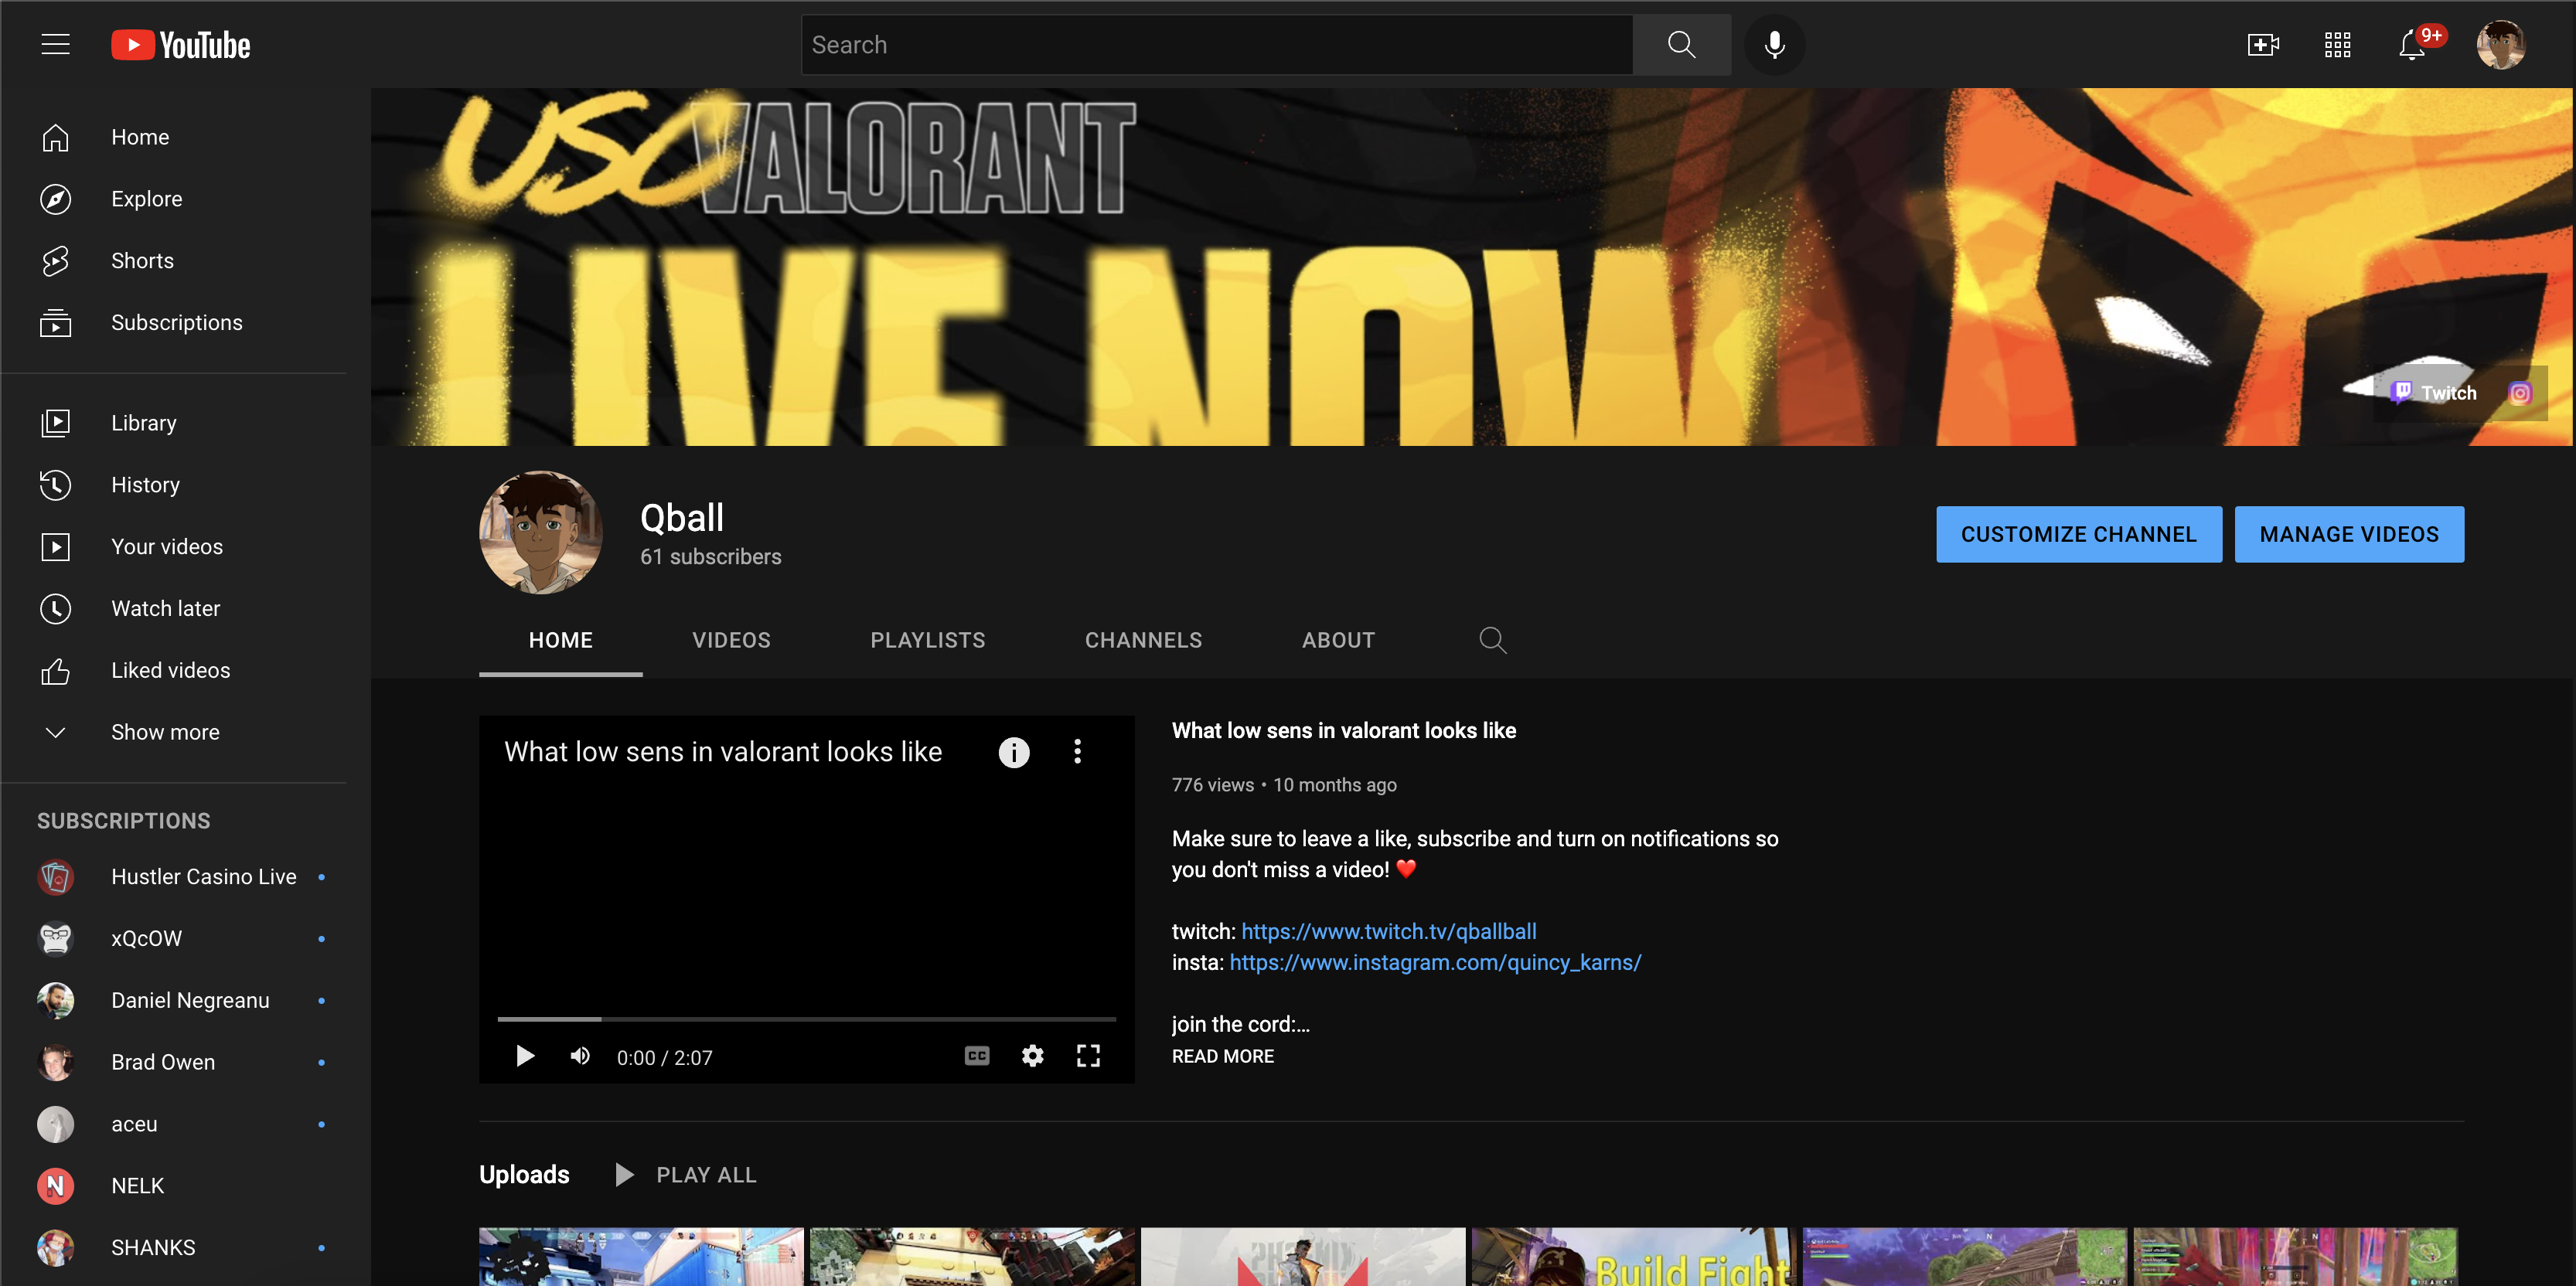 YouTube
Search
9+
Home
Explore
Shorts
Subscriptions
Library
History
Your videos
Watch later
Liked videos
Show more
SUBSCRIPTIONS
Hustler Casino Live
xQcOW
Daniel Negreanu
Brad Owen
aceu
NELK
SHANKS
USC VALORANT
LIVE NOW
Twitch
Qball
61 subscribers
CUSTOMIZE CHANNEL
MANAGE VIDEOS
HOME
VIDEOS
PLAYLISTS
CHANNELS
ABOUT
What low sens in valorant looks like
0:00 / 2:07
CC
What low sens in valorant looks like
776 views • 10 months ago
Make sure to leave a like, subscribe and turn on notifications so
you don't miss a video! ❤️
twitch: https://www.twitch.tv/qballball
insta: https://www.instagram.com/quincy_karns/
join the cord:...
READ MORE
Uploads
PLAY ALL
PHOENIX
Build Fight